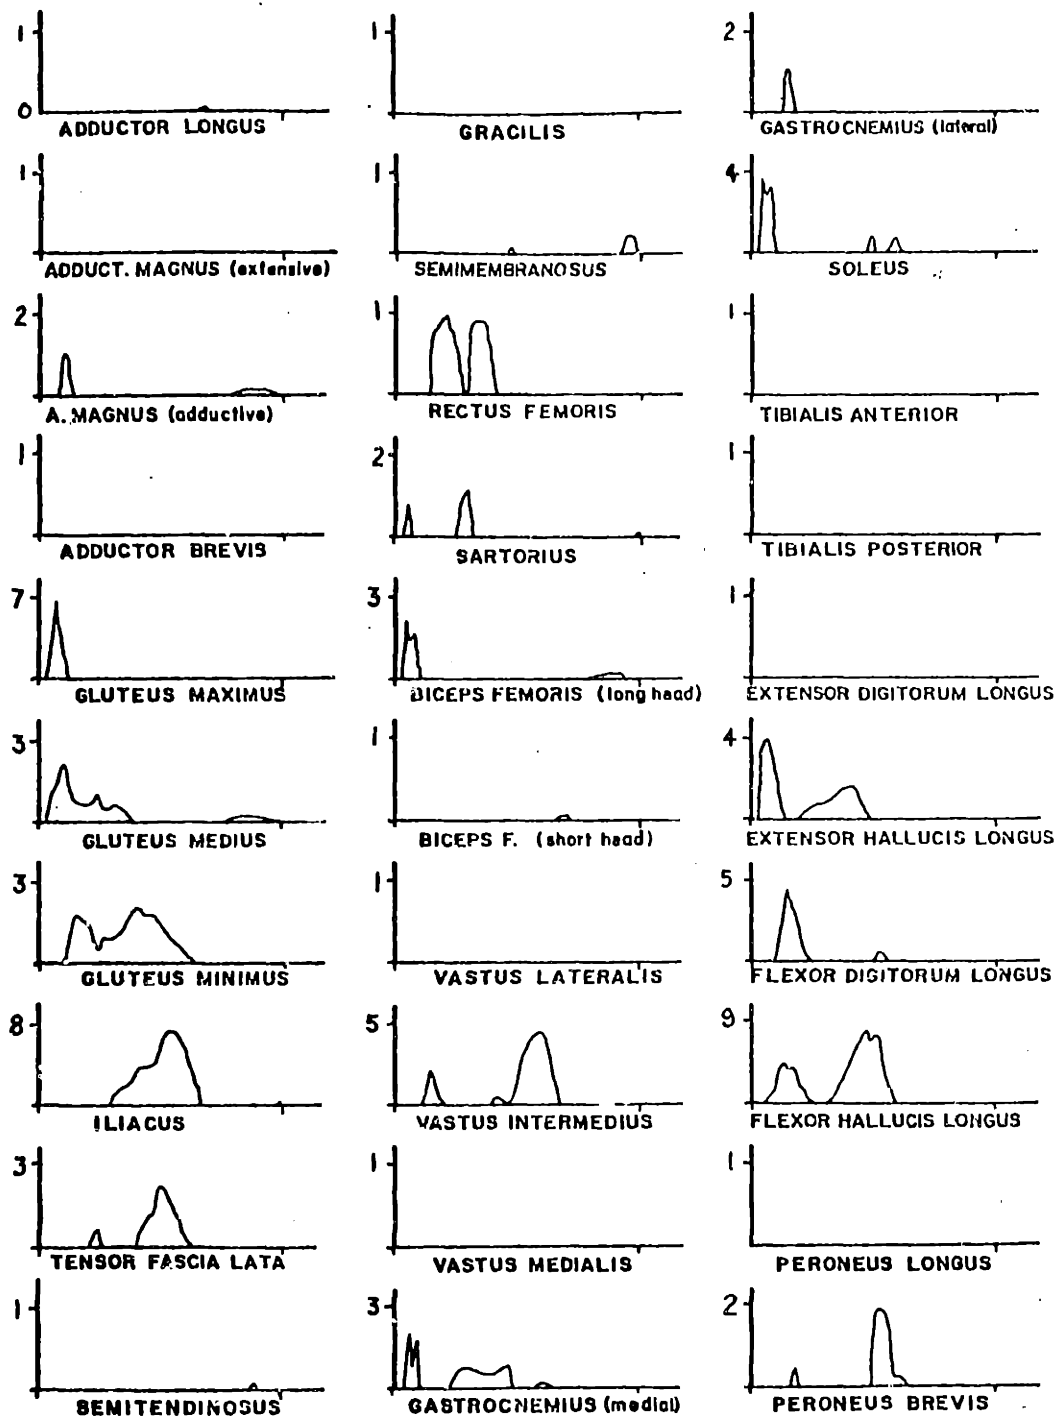 1
0
ADDUCTOR LONGUS
1
GRACILIS
2
GASTROCNEMIUS (lateral)
1
ADDUCT. MAGNUS (extensive)
1
SEMIMEMBRANOSUS
4
SOLEUS
2
A. MAGNUS (adductive)
1
RECTUS FEMORIS
1
TIBIALIS ANTERIOR
1
ADDUCTOR BREVIS
2
SARTORIUS
1
TIBIALIS POSTERIOR
7
GLUTEUS MAXIMUS
3
BICEPS FEMORIS (long head)
1
EXTENSOR DIGITORUM LONGUS
3
GLUTEUS MEDIUS
1
BICEPS F. (short head)
4
EXTENSOR HALLUCIS LONGUS
3
GLUTEUS MINIMUS
1
VASTUS LATERALIS
5
FLEXOR DIGITORUM LONGUS
8
ILIACUS
5
VASTUS INTERMEDIUS
9
FLEXOR HALLUCIS LONGUS
3
TENSOR FASCIA LATA
1
VASTUS MEDIALIS
1
PERONEUS LONGUS
1
SEMITENDINOSUS
3
GASTROCNEMIUS (medial)
2
PERONEUS BREVIS